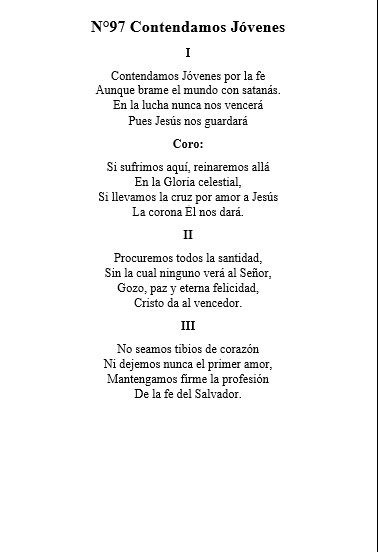 N°97 Contendamos Jóvenes
I
Contendamos Jóvenes por la fe
Aunque brame el mundo con satanás.
En la lucha nunca nos vencerá
Pues Jesús nos guardará
Coro:
Si sufrimos aquí, reinaremos allá
En la Gloria celestial,
Si llevamos la cruz por amor a Jesús
La corona Él nos dará.
II
Procuremos todos la santidad,
Sin la cual ninguno verá al Señor,
Gozo, paz y eterna felicidad,
Cristo da al vencedor.
III
No seamos tibios de corazón
Ni dejemos nunca el primer amor,
Mantengamos firme la profesión
De la fe del Salvador.